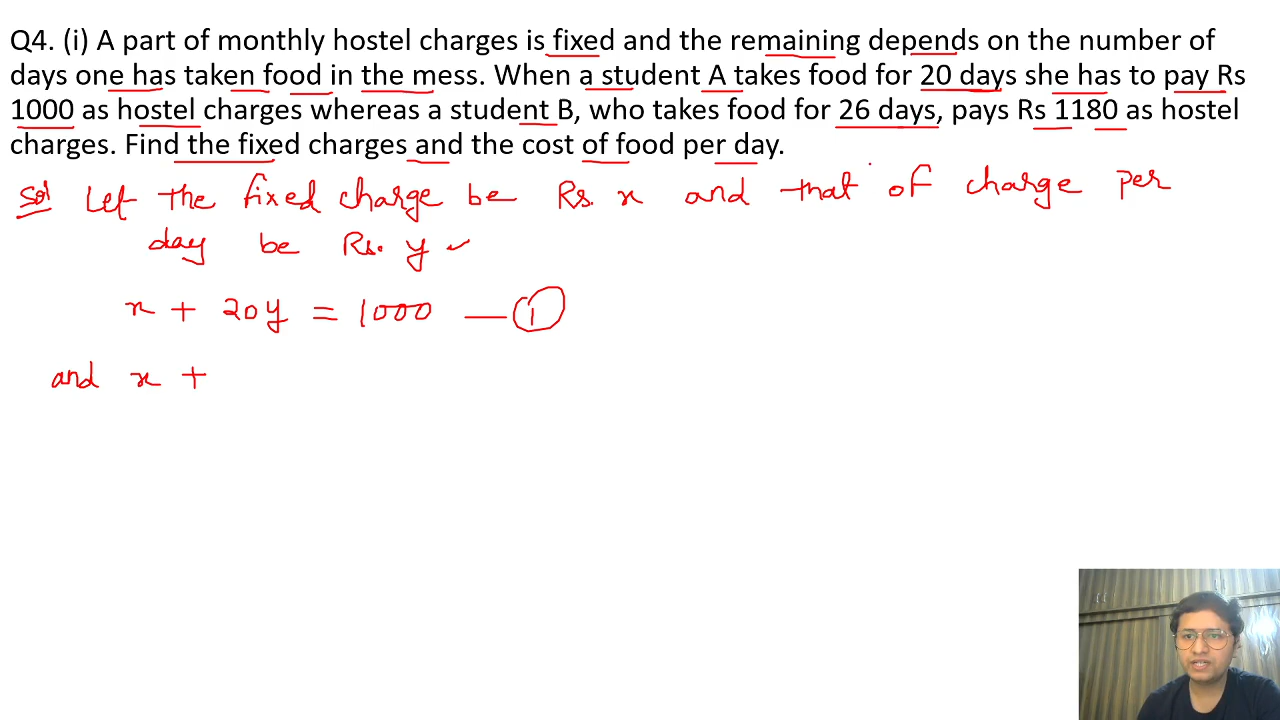 Q4. (i) A part of monthly hostel charges is fixed and the remaining depends on the number of
days one has taken food in the mess. When a student A takes food for 20 days she has to pay Rs
1000 as hostel charges whereas a student B, who takes food for 26 days, pays Rs 1180 as hostel
charges. Find the fixed charges and the cost of food per day.
Sol Let the fixed charge be Rs. x and that of charge per
day be Rs. y
x + 20y = 1000 — ①
and x +